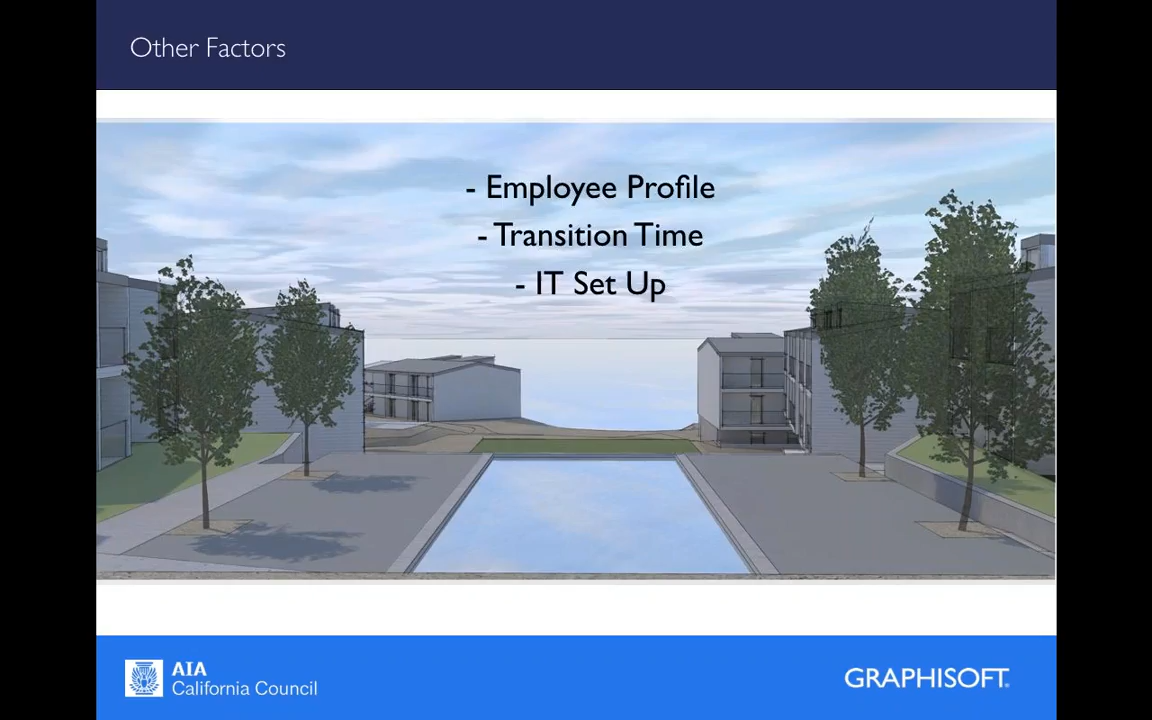 Other Factors
- Employee Profile
- Transition Time
- IT Set Up
AIA
California Council
GRAPHISOFT®